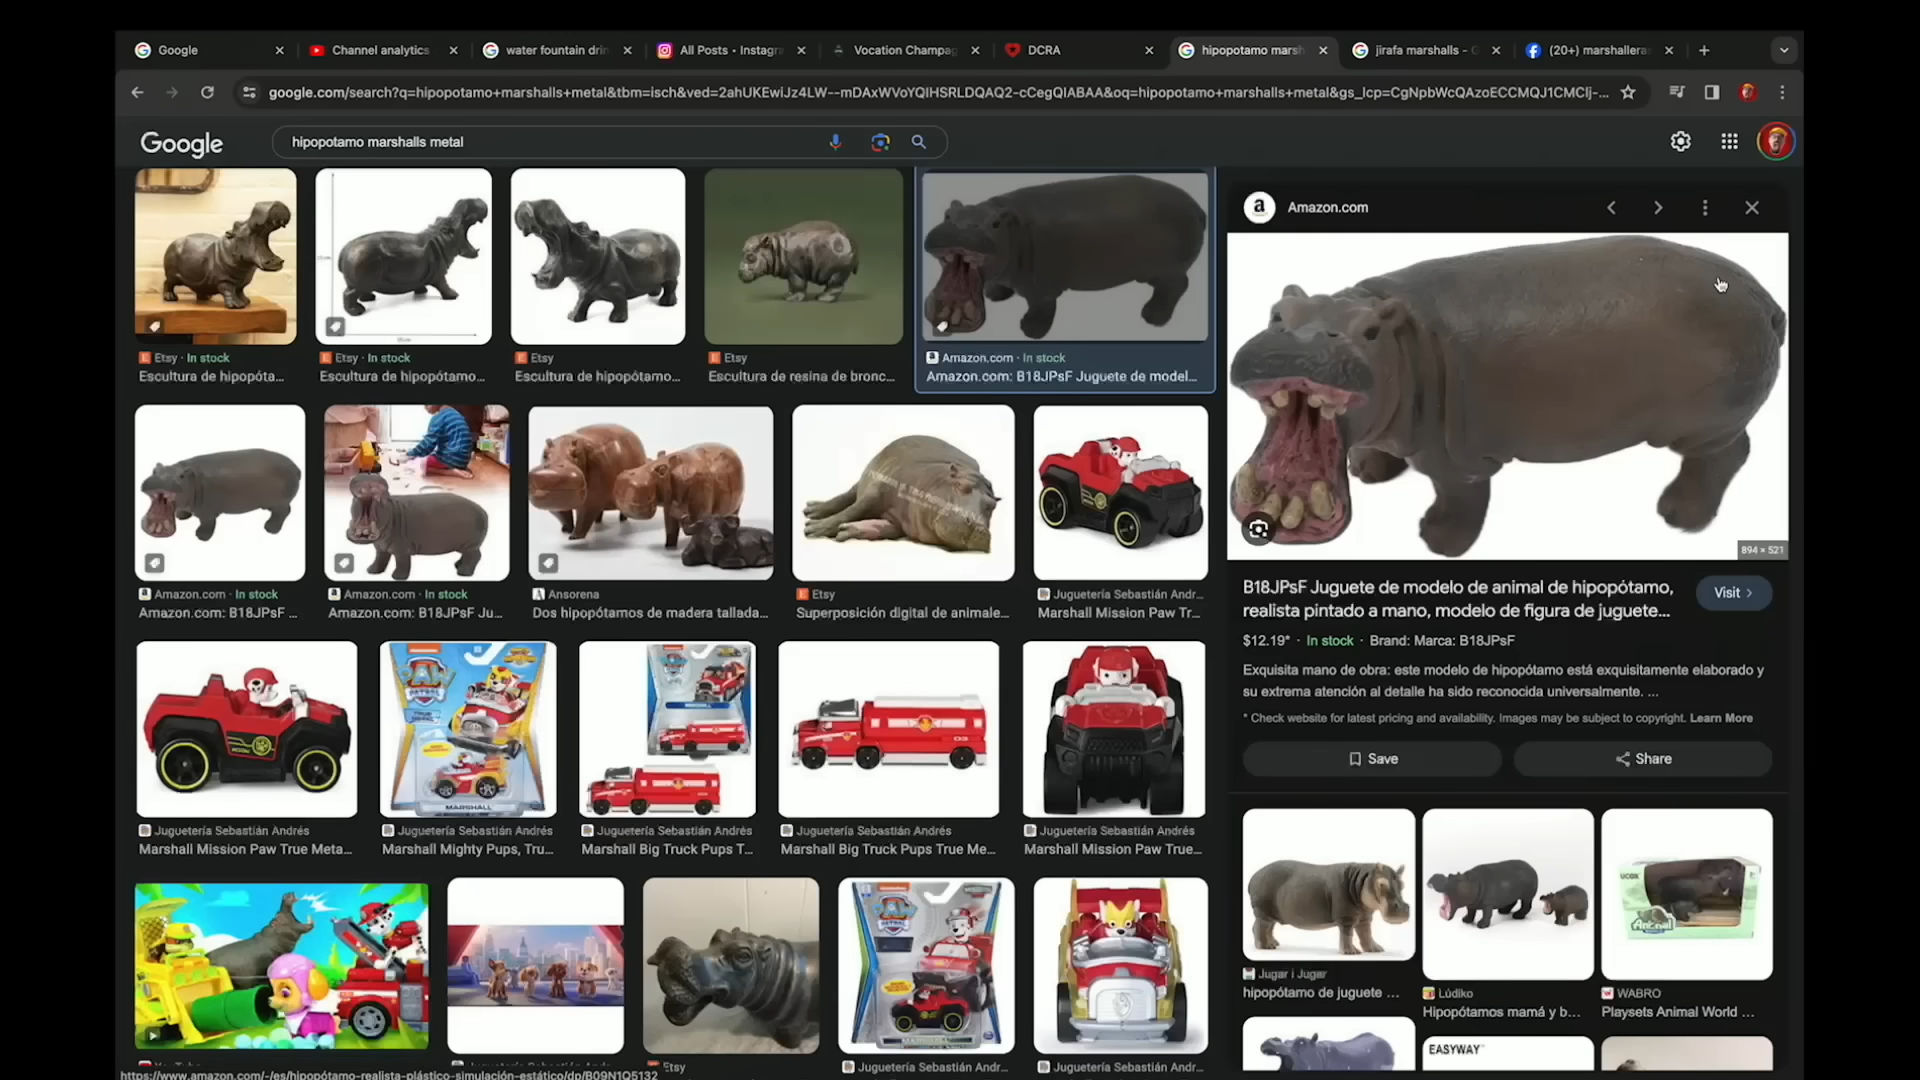 Google
Channel analytics
water fountain drin
All Posts • Instagra
Vocation Champa
DCRA
hipopotamo marsh
jirafa marshalls - G
(20+) marshallera
google.com/search?q=hipopotamo+marshalls+metal&tbm=isch&ved=2ahUKEwiJz4LW--mDAxWVoYQIHSRLDQAQ2-cCegQIABAA&oq=hipopotamo+marshalls+metal&gs_lcp=CgNpbWcQAzoECCMQJ1CMClj-...
Google
hipopotamo marshalls metal
Etsy · In stock
Escultura de hipopóta...
Etsy · In stock
Escultura de hipopótamo...
Etsy
Escultura de hipopótamo...
Etsy
Escultura de resina de bronc...
Amazon.com · In stock
Amazon.com: B18JPsF Juguete de model...
Amazon.com · In stock
Amazon.com: B18JPsF ...
Amazon.com · In stock
Amazon.com: B18JPsF Ju...
Ansorena
Dos hipopótamos de madera tallada...
Etsy
Superposición digital de animale...
Juguetería Sebastián Andr...
Marshall Mission Paw Tr...
PAW PATROL
MARSHALL
Juguetería Sebastián Andrés
Marshall Mission Paw True Meta...
Juguetería Sebastián Andrés
Marshall Mighty Pups, Tru...
Juguetería Sebastián Andrés
Marshall Big Truck Pups T...
Juguetería Sebastián Andrés
Marshall Big Truck Pups True Me...
Juguetería Sebastián Andrés
Marshall Mission Paw True...
PAW PATROL
MARSHALL
Etsy
Juguetería Sebastián Andr...
Juguetería Sebastián Andr...
https://www.amazon.com/-/es/hipopótamo-realista-plástico-simulación-estático/dp/B09N1Q5132
Amazon.com
894 × 521
B18JPsF Juguete de modelo de animal de hipopótamo,
realista pintado a mano, modelo de figura de juguete...
Visit
$12.19* · In stock · Brand: Marca: B18JPsF
Exquisita mano de obra: este modelo de hipopótamo está exquisitamente elaborado y
su extrema atención al detalle ha sido reconocida universalmente. ...
* Check website for latest pricing and availability. Images may be subject to copyright. Learn More
Save
Share
Jugar i Jugar
hipopótamo de juguete ...
Lúdiko
Hipopótamos mamá y b...
UCOX
Animal
WABRO
Playsets Animal World ...
EASYWAY